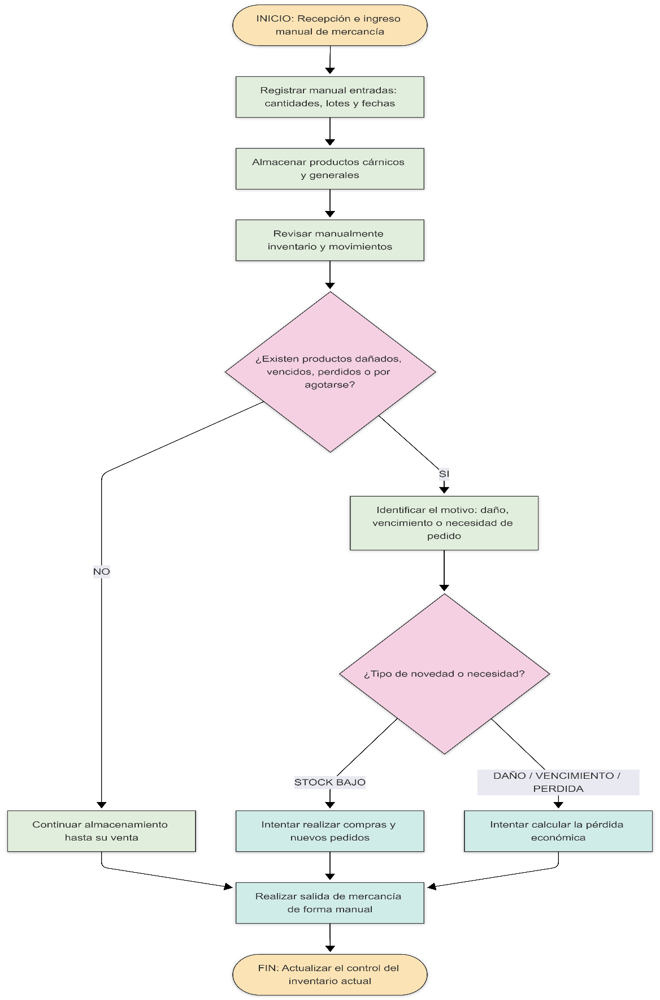 INICIO: Recepción e ingreso
manual de mercancía
Registrar manual entradas:
cantidades, lotes y fechas
Almacenar productos cárnicos
y generales
Revisar manualmente
inventario y movimientos
¿Existen productos dañados,
vencidos, perdidos o por
agotarse?
SI
Identificar el motivo: daño,
vencimiento o necesidad de
pedido
NO
¿Tipo de novedad o necesidad?
STOCK BAJO
DAÑO / VENCIMIENTO /
PERDIDA
Continuar almacenamiento
hasta su venta
Intentar realizar compras y
nuevos pedidos
Intentar calcular la pérdida
económica
Realizar salida de mercancía
de forma manual
FIN: Actualizar el control del
inventario actual